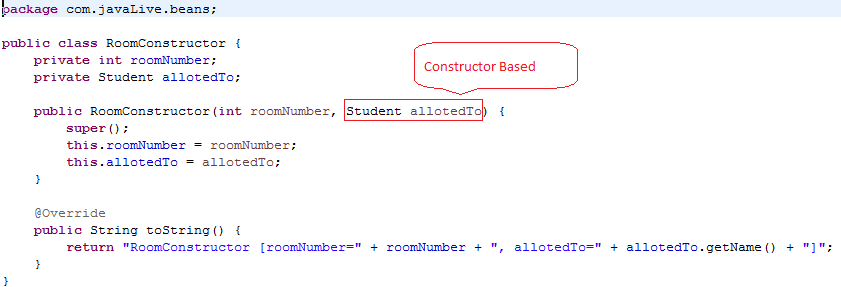 package com.javaLive.beans;
public class RoomConstructor {
private int roomNumber;
private Student allotedTo;
Constructor Based
public RoomConstructor(int roomNumber, Student allotedTo) {
super();
this.roomNumber = roomNumber;
this.allotedTo = allotedTo;
}
@Override
public String toString() {
return "RoomConstructor [roomNumber=" + roomNumber + ", allotedTo=" + allotedTo.getName() + "]";
}
}